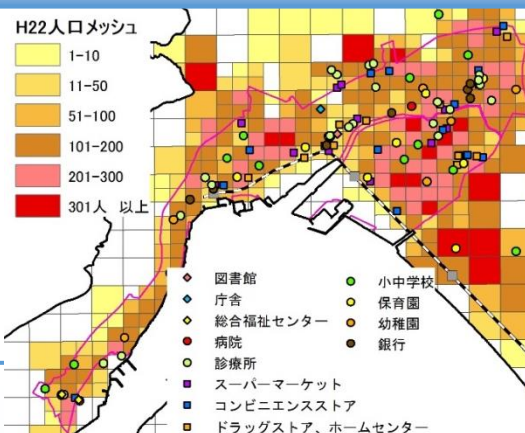 H22人口メッシュ
1-10
11-50
51-100
101-200
201-300
301人 以上
図書館
庁舎
総合福祉センター
病院
診療所
スーパーマーケット
コンビニエンスストア
ドラッグストア、ホームセンター
小中学校
保育園
幼稚園
銀行